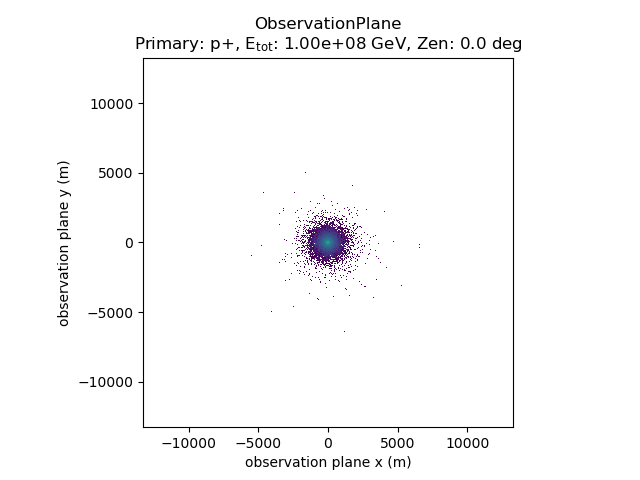 ObservationPlane
Primary: p+, E_tot: 1.00e+08 GeV, Zen: 0.0 deg
observation plane y (m)
10000
5000
0
−5000
−10000
−10000 −5000 0 5000 10000
observation plane x (m)